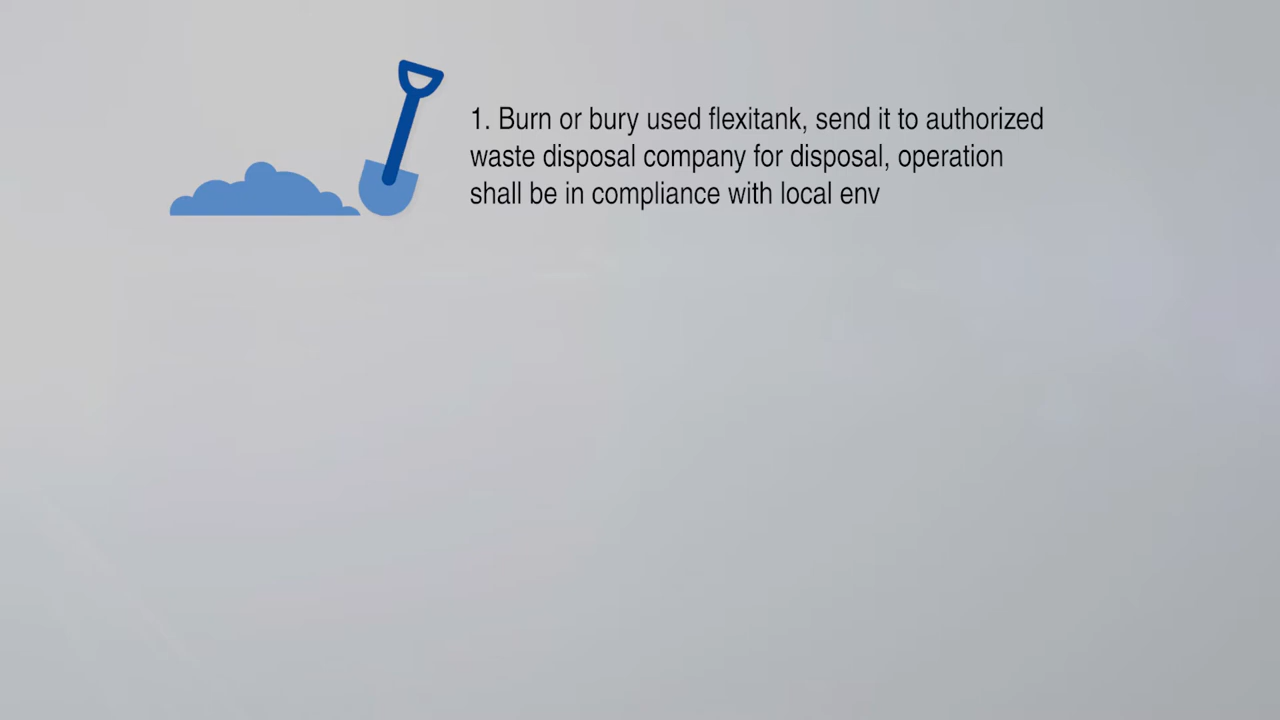 1. Burn or bury used flexitank, send it to authorized
waste disposal company for disposal, operation
shall be in compliance with local env